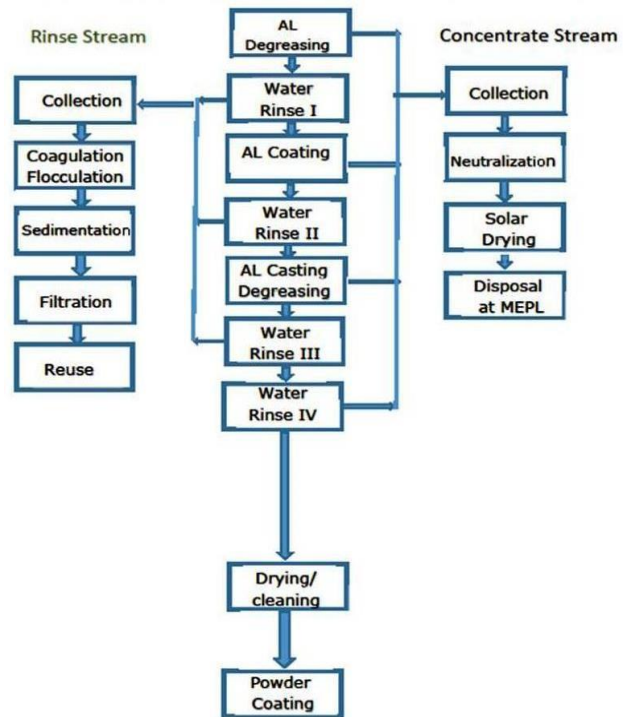 Rinse Stream
Collection
Coagulation
Flocculation
Sedimentation
Filtration
Reuse
AL
Degreasing
Water
Rinse I
AL Coating
Water
Rinse II
AL Casting
Degreasing
Water
Rinse III
Water
Rinse IV
Drying/
cleaning
Powder
Coating
Concentrate Stream
Collection
Neutralization
Solar
Drying
Disposal
at MEPL